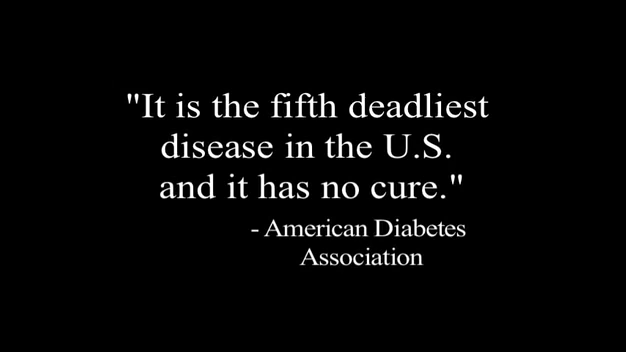 "It is the fifth deadliest
disease in the U.S.
and it has no cure."
- American Diabetes
Association